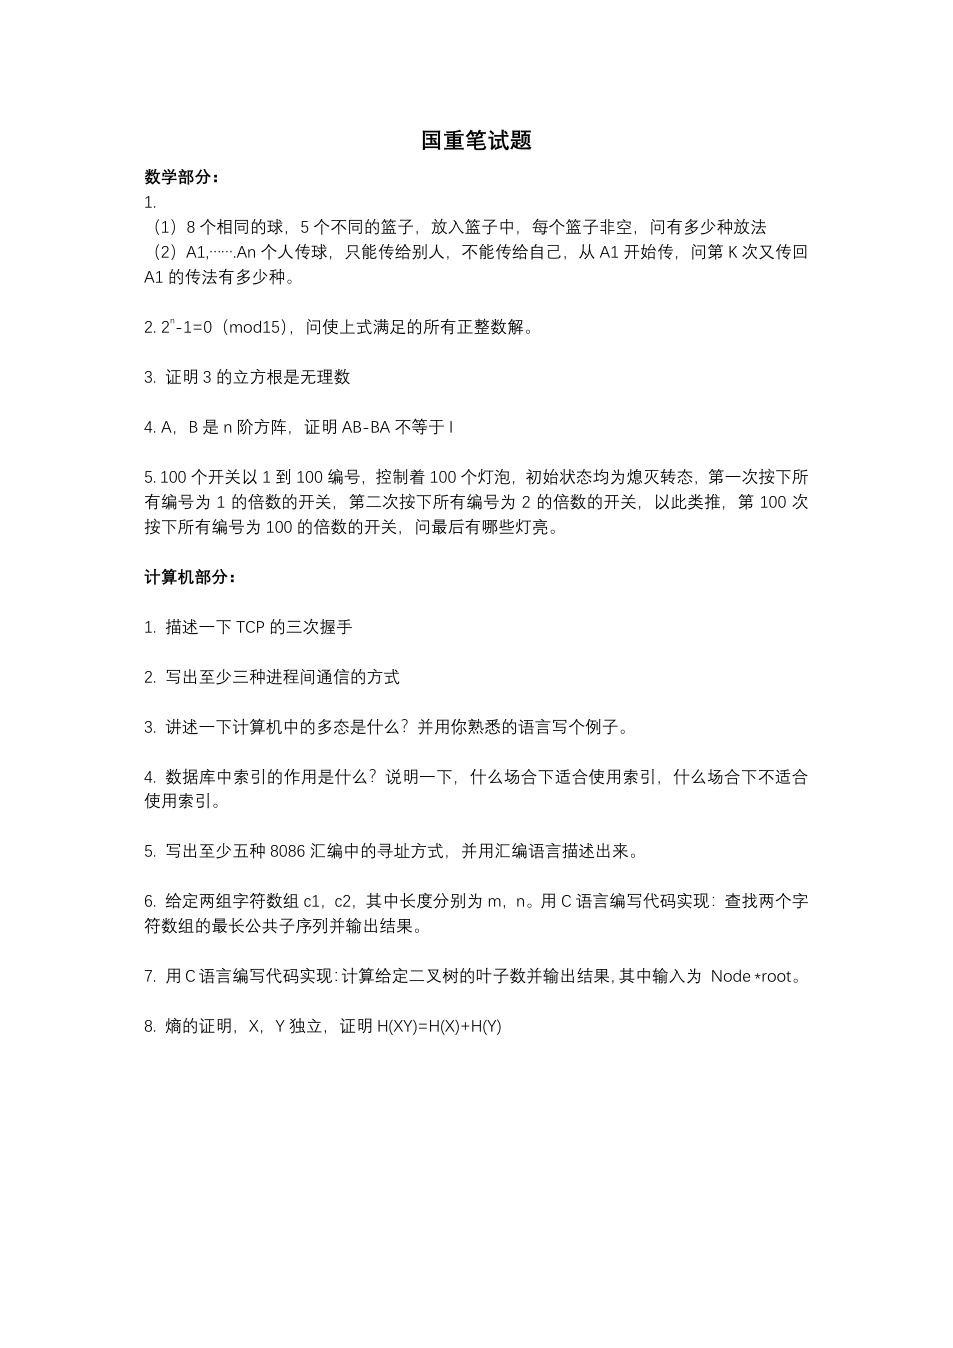 国重笔试题
数学部分：
1.
（1）8 个相同的球，5 个不同的篮子，放入篮子中，每个篮子非空，问有多少种放法
（2）A1,…….An 个人传球，只能传给别人，不能传给自己，从 A1 开始传，问第 K 次又传回
A1 的传法有多少种。
2. 2ⁿ-1=0（mod15），问使上式满足的所有正整数解。
3. 证明 3 的立方根是无理数
4. A，B 是 n 阶方阵，证明 AB-BA 不等于 I
5. 100 个开关以 1 到 100 编号，控制着 100 个灯泡，初始状态均为熄灭转态，第一次按下所
有编号为 1 的倍数的开关，第二次按下所有编号为 2 的倍数的开关，以此类推，第 100 次
按下所有编号为 100 的倍数的开关，问最后有哪些灯亮。
计算机部分：
1. 描述一下 TCP 的三次握手
2. 写出至少三种进程间通信的方式
3. 讲述一下计算机中的多态是什么？并用你熟悉的语言写个例子。
4. 数据库中索引的作用是什么？说明一下，什么场合下适合使用索引，什么场合下不适合
使用索引。
5. 写出至少五种 8086 汇编中的寻址方式，并用汇编语言描述出来。
6. 给定两组字符数组 c1，c2，其中长度分别为 m，n。用 C 语言编写代码实现：查找两个字
符数组的最长公共子序列并输出结果。
7. 用 C 语言编写代码实现：计算给定二叉树的叶子数并输出结果，其中输入为 Node *root。
8. 熵的证明，X，Y 独立，证明 H(XY)=H(X)+H(Y)